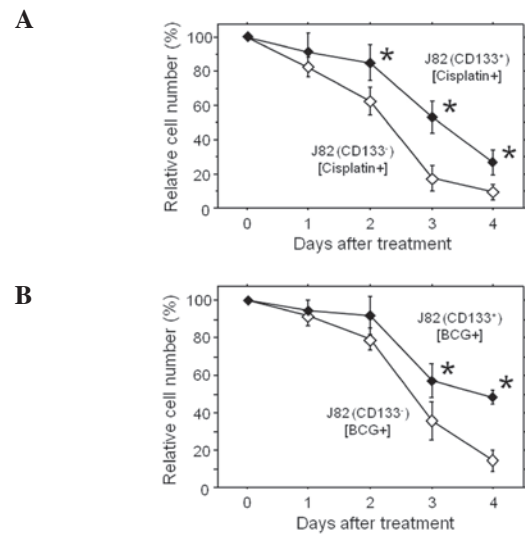 A
Relative cell number (%)
100
80
60
40
20
0
J82 (CD133⁺)
[Cisplatin+]
J82 (CD133⁻)
[Cisplatin+]
0 1 2 3 4
Days after treatment
B
Relative cell number (%)
100
80
60
40
20
0
J82 (CD133⁺)
[BCG+]
J82 (CD133⁻)
[BCG+]
0 1 2 3 4
Days after treatment